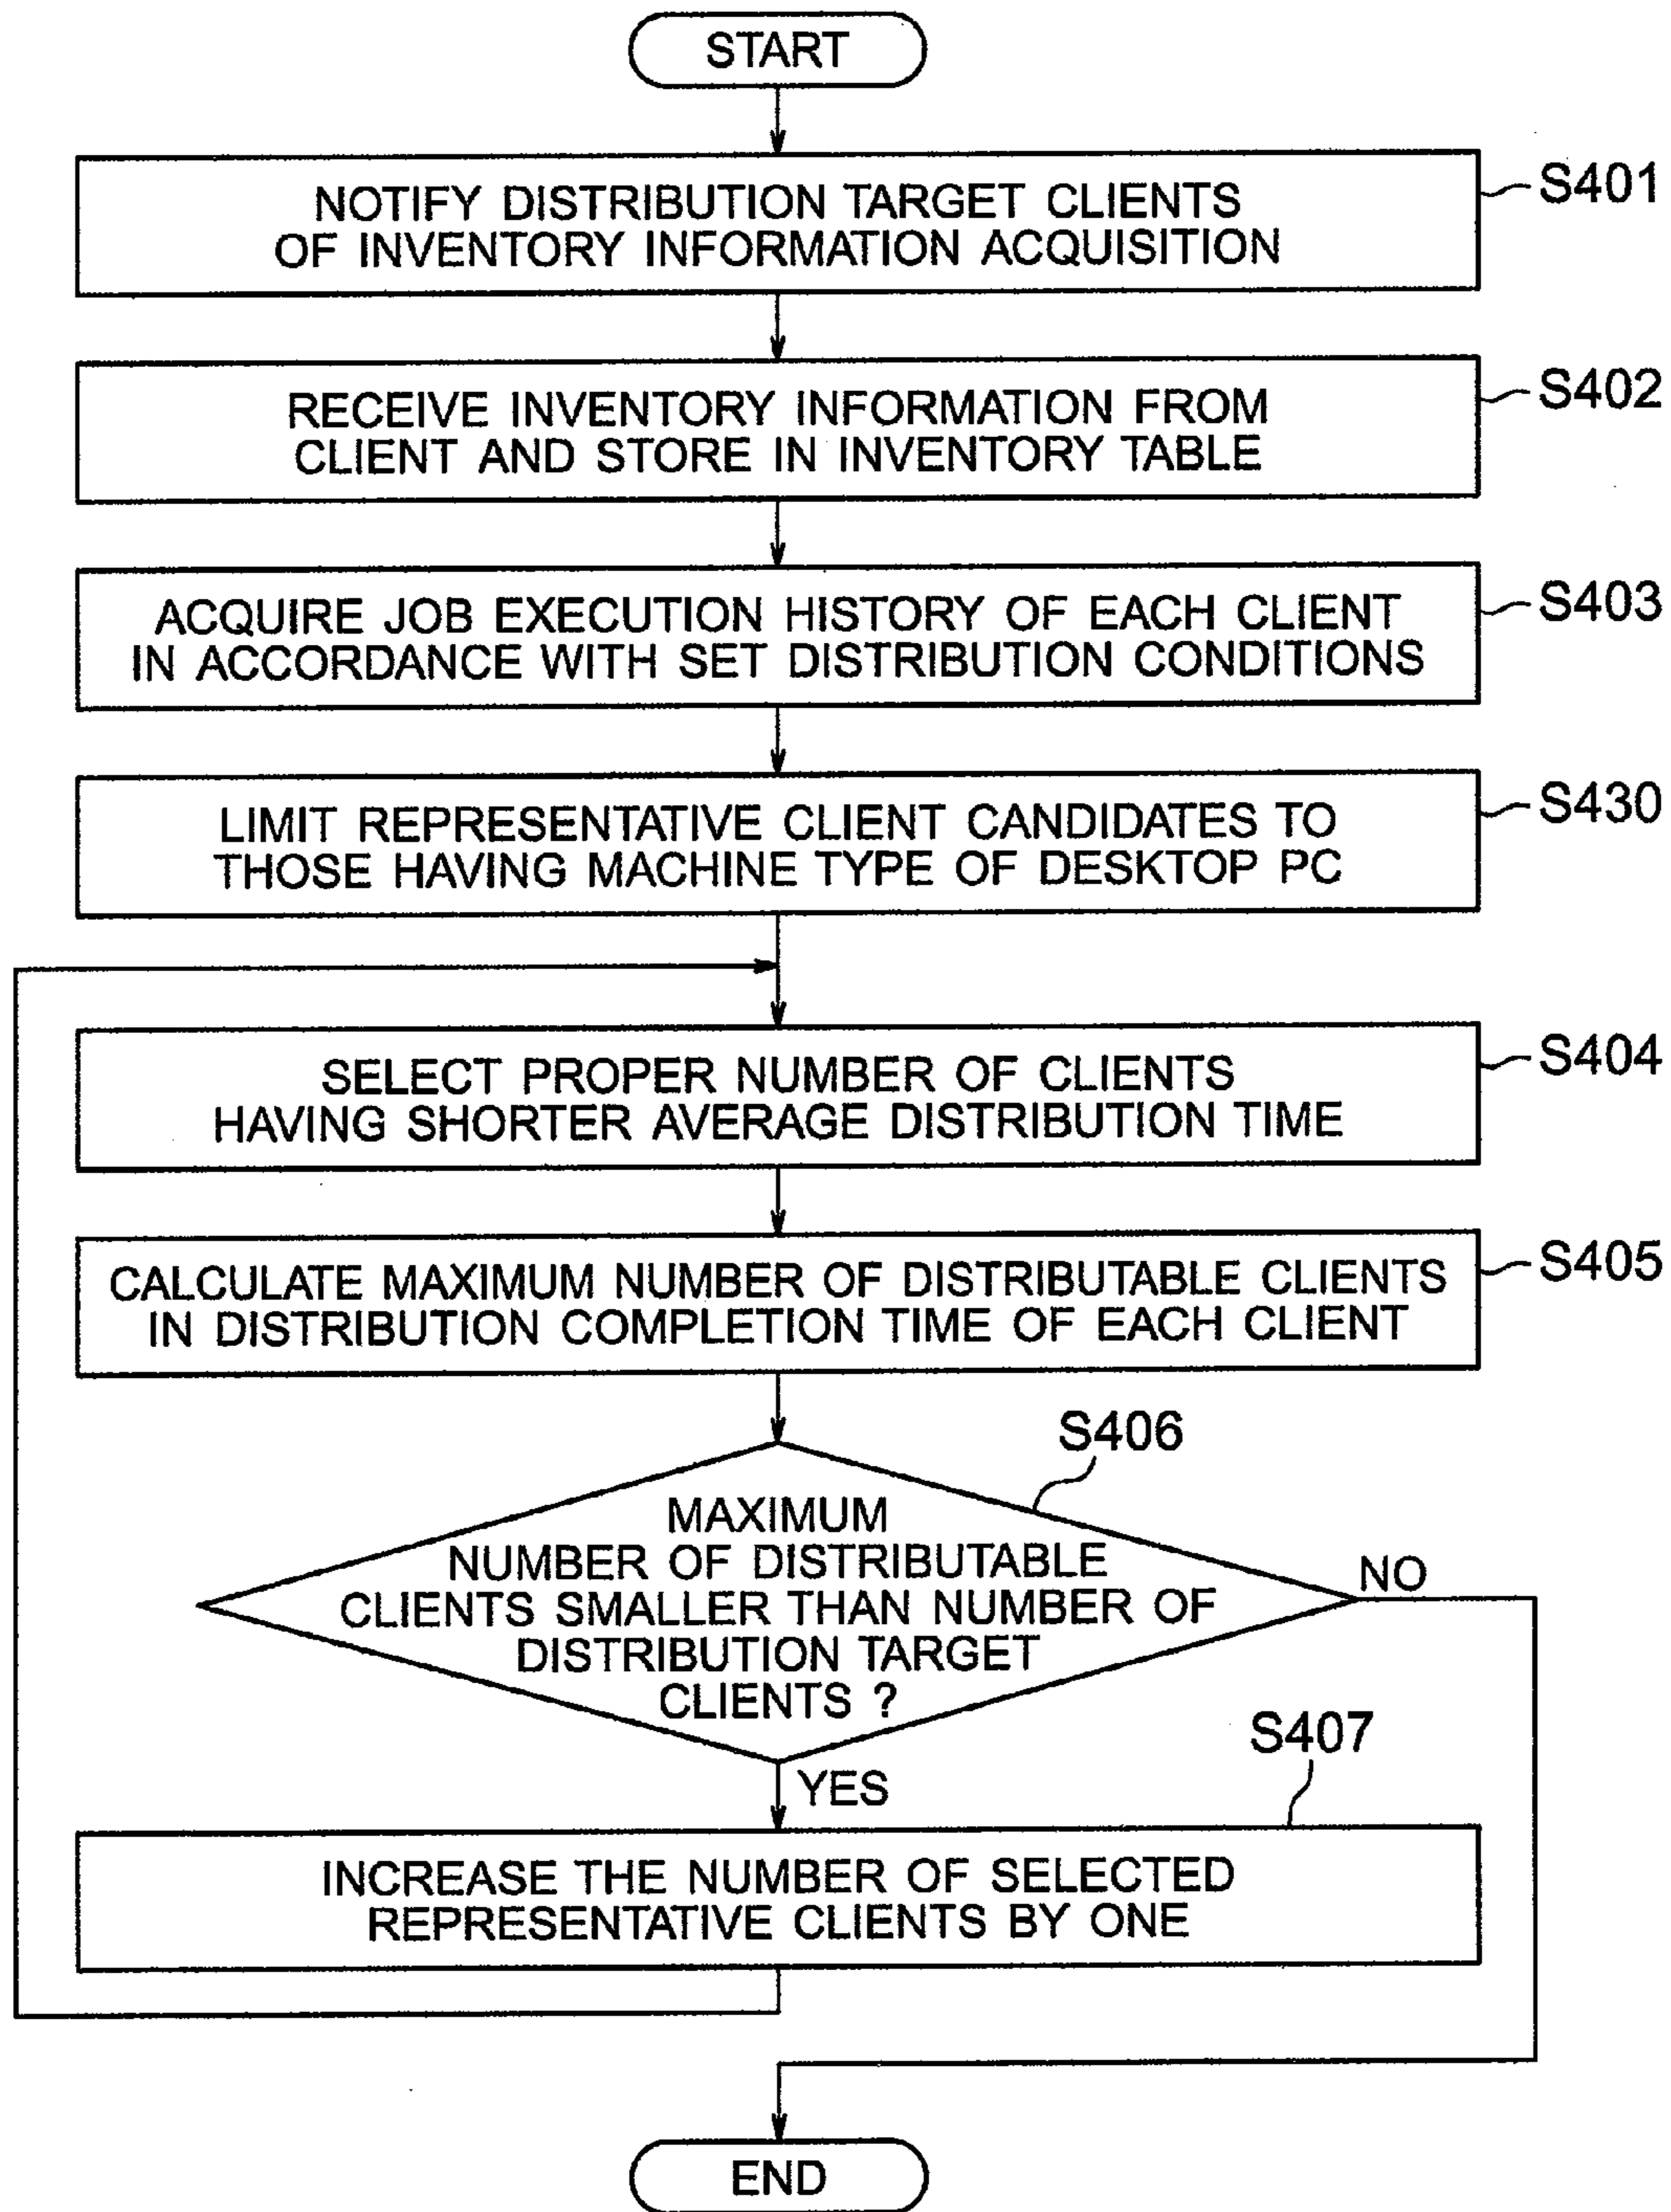 START
NOTIFY DISTRIBUTION TARGET CLIENTS
OF INVENTORY INFORMATION ACQUISITION
S401
RECEIVE INVENTORY INFORMATION FROM
CLIENT AND STORE IN INVENTORY TABLE
S402
ACQUIRE JOB EXECUTION HISTORY OF EACH CLIENT
IN ACCORDANCE WITH SET DISTRIBUTION CONDITIONS
S403
LIMIT REPRESENTATIVE CLIENT CANDIDATES TO
THOSE HAVING MACHINE TYPE OF DESKTOP PC
S430
SELECT PROPER NUMBER OF CLIENTS
HAVING SHORTER AVERAGE DISTRIBUTION TIME
S404
CALCULATE MAXIMUM NUMBER OF DISTRIBUTABLE CLIENTS
IN DISTRIBUTION COMPLETION TIME OF EACH CLIENT
S405
S406
MAXIMUM
NUMBER OF DISTRIBUTABLE
CLIENTS SMALLER THAN NUMBER OF
DISTRIBUTION TARGET
CLIENTS ?
NO
YES
S407
INCREASE THE NUMBER OF SELECTED
REPRESENTATIVE CLIENTS BY ONE
END